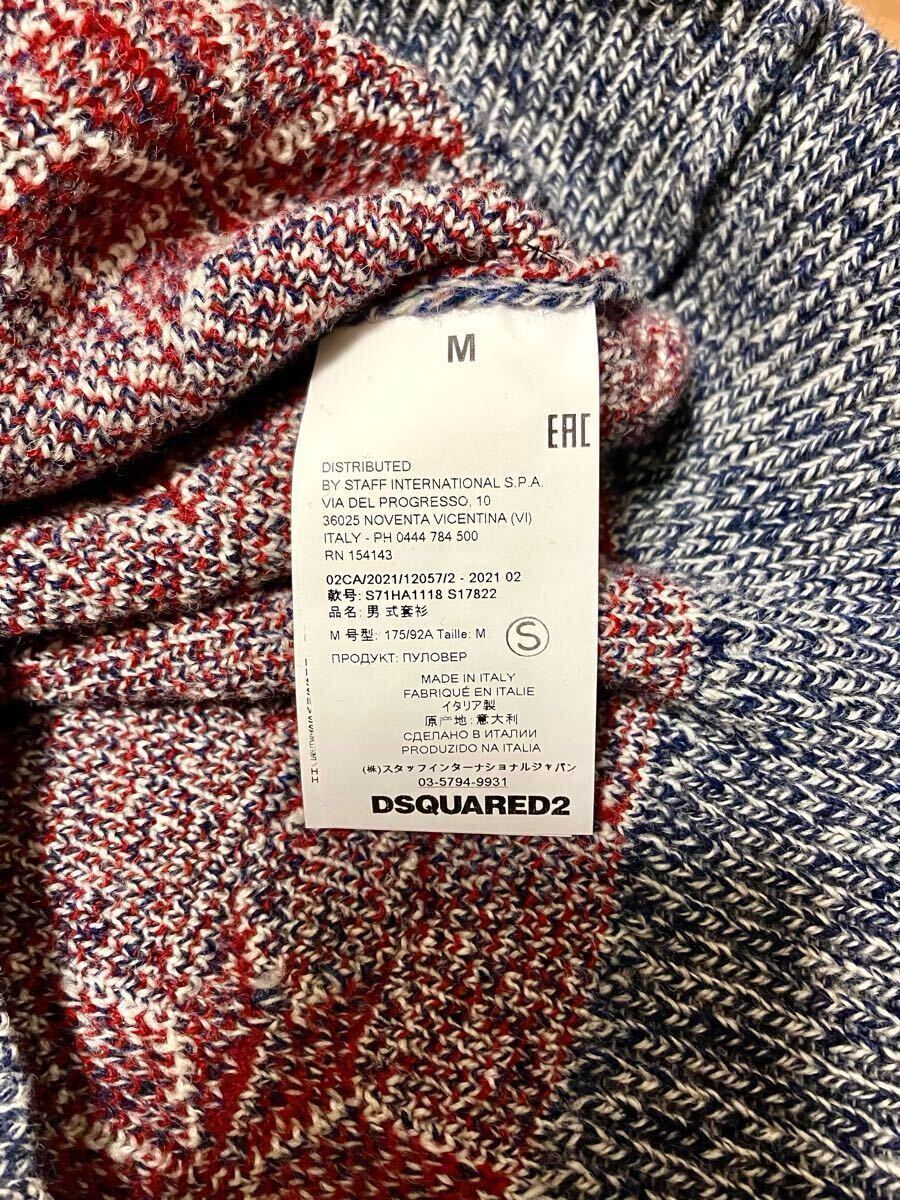 M
EAC
DISTRIBUTED
BY STAFF INTERNATIONAL S.P.A.
VIA DEL PROGRESSO, 10
36025 NOVENTA VICENTINA (VI)
ITALY - PH 0444 784 500
RN 154143
02CA/2021/12057/2 - 2021 02
款号: S71HA1118 S17822
品名: 男 式套衫
M 号型: 175/92A Taille: M
S
ПРОДУКТ: ПУЛОВЕР
MADE IN ITALY
FABRIQUÉ EN ITALIE
イタリア製
原产地: 意大利
СДЕЛАНО В ИТАЛИИ
PRODUZIDO NA ITALIA
(株)スタッフインターナショナルジャパン
03-5794-9931
DSQUARED2